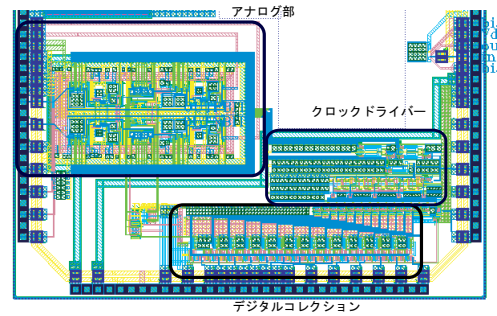 アナログ部
クロックドライバー
デジタルコレクション